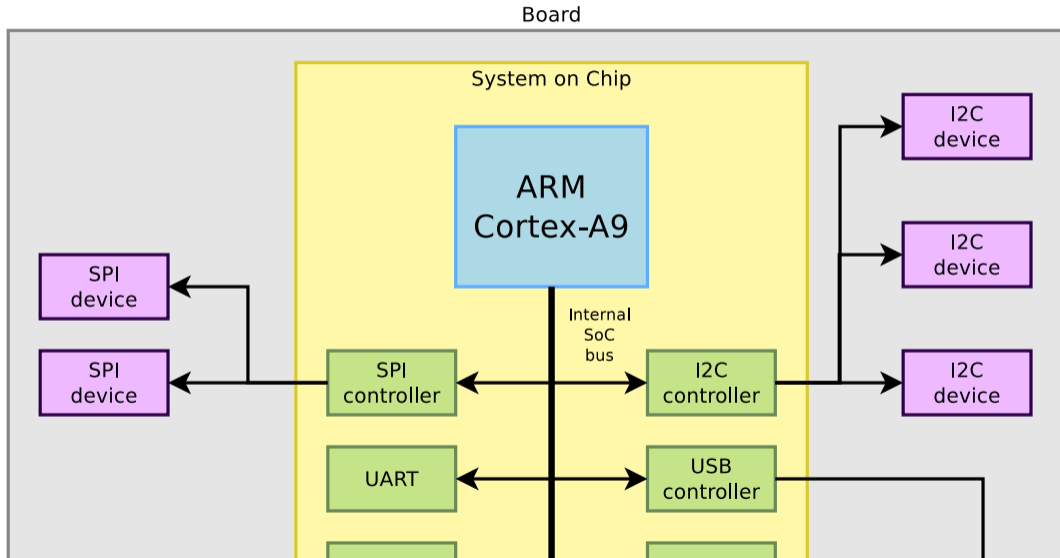 Board
System on Chip
I2C
device
ARM
Cortex-A9
I2C
device
SPI
device
Internal
SoC
bus
SPI
device
SPI
controller
I2C
controller
I2C
device
UART
USB
controller